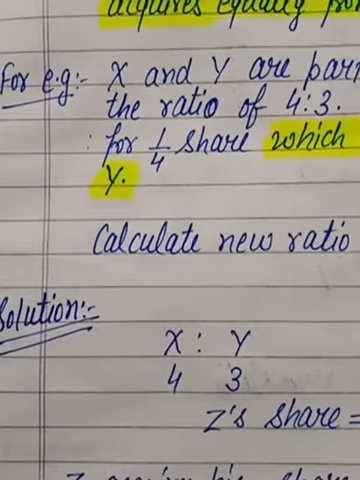 acquires equally from
For e.g:- X and Y are
the ratio of 4:3.
: for 1/4 share which
Y.
Calculate new ratio
Solution:-
X : Y
4 3
Z's share =